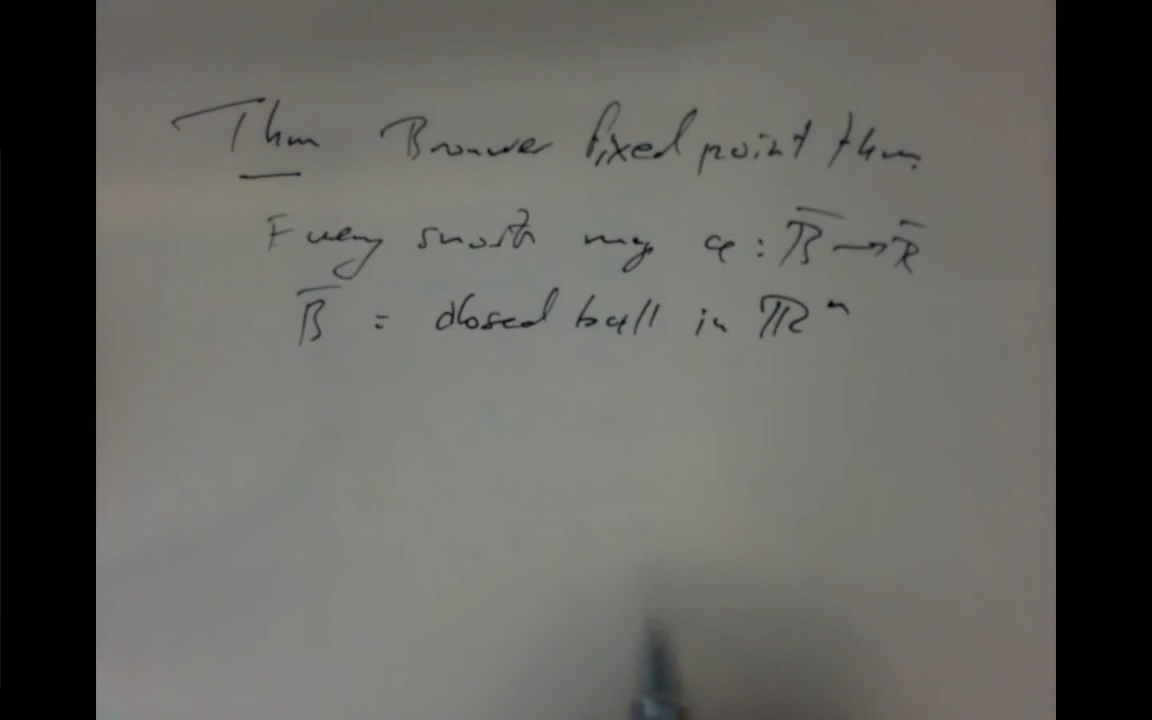 Thm Brouwer fixed point thm.
Every smooth map φ : B̅ → B̅
B̅ = closed ball in ℝⁿ